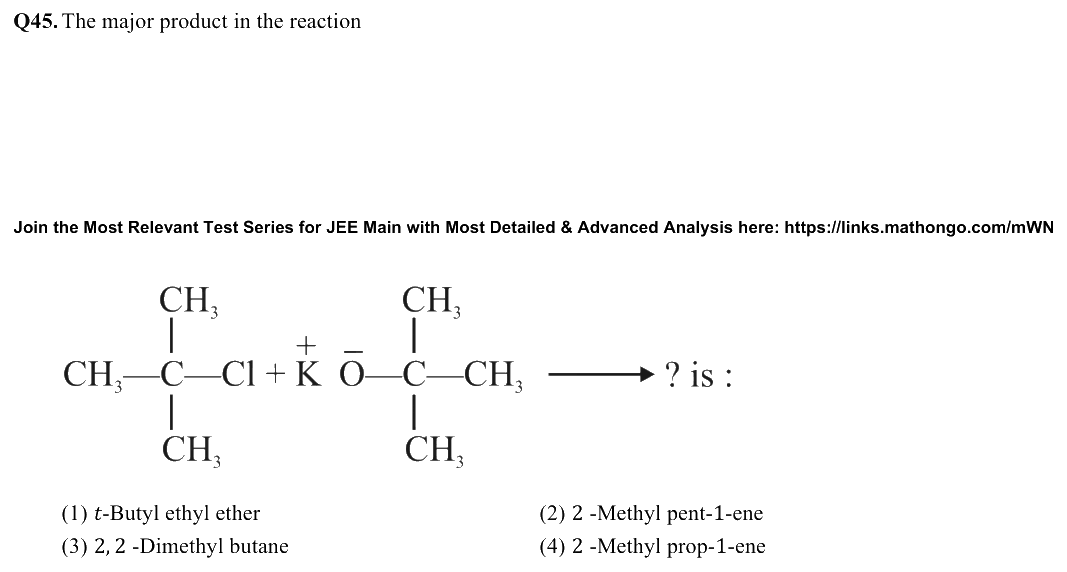 Q45. The major product in the reaction
Join the Most Relevant Test Series for JEE Main with Most Detailed & Advanced Analysis here: https://links.mathongo.com/mWN
CH₃ CH₃
CH₃—C—Cl + K⁺ O⁻—C—CH₃ ⟶ ? is :
CH₃ CH₃
(1) t-Butyl ethyl ether (2) 2 -Methyl pent-1-ene
(3) 2, 2 -Dimethyl butane (4) 2 -Methyl prop-1-ene